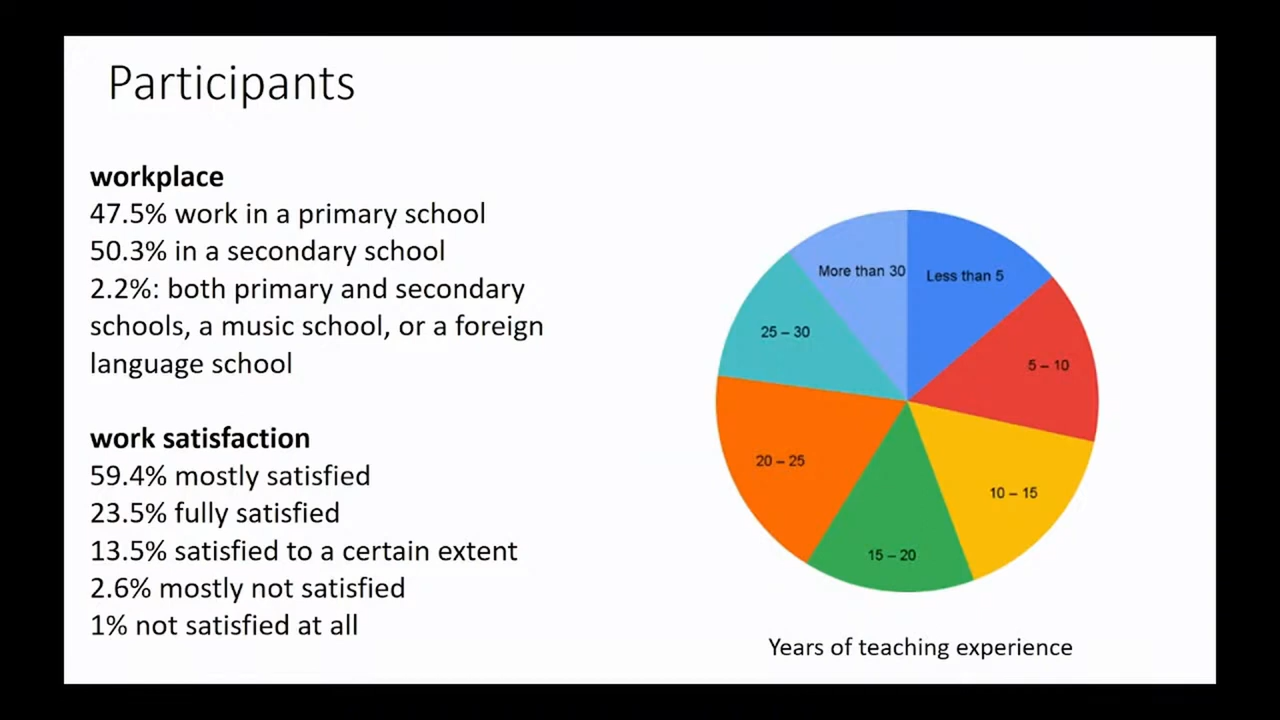 Participants
workplace
47.5% work in a primary school
50.3% in a secondary school
2.2%: both primary and secondary
schools, a music school, or a foreign
language school
work satisfaction
59.4% mostly satisfied
23.5% fully satisfied
13.5% satisfied to a certain extent
2.6% mostly not satisfied
1% not satisfied at all
More than 30
Less than 5
25 – 30
5 – 10
20 – 25
10 – 15
15 – 20
Years of teaching experience